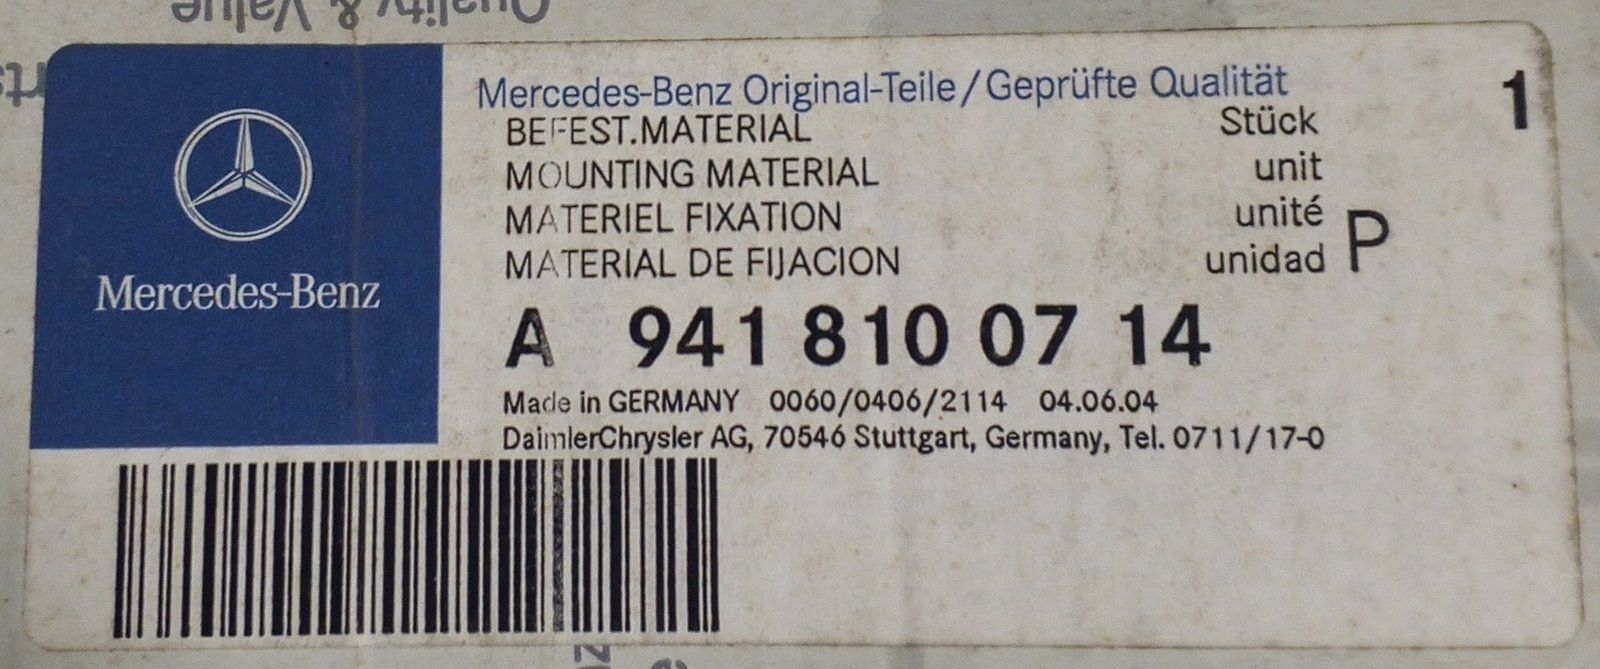 Quality & Value
Mercedes-Benz
Mercedes-Benz Original-Teile/Geprüfte Qualität
1
BEFEST.MATERIAL Stück
MOUNTING MATERIAL unit
MATERIEL FIXATION unité
MATERIAL DE FIJACION unidad P
A 941 810 07 14
Made in GERMANY 0060/0406/2114 04.06.04
DaimlerChrysler AG, 70546 Stuttgart, Germany, Tel. 0711/17-0